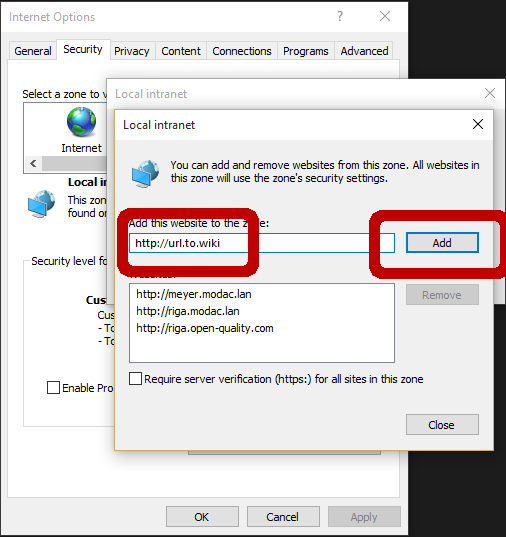 Internet Options
General Security Privacy Content Connections Programs Advanced
Select a zone to v
Local intranet
Local intranet
Internet
You can add and remove websites from this zone. All websites in
this zone will use the zone's security settings.
Local in
This zon
found or
Add this website to the zone:
http://url.to.wiki
Add
Security level fo
http://meyer.modac.lan
http://riga.modac.lan
http://riga.open-quality.com
Remove
Cus
Cus
- To
- To
Require server verification (https:) for all sites in this zone
Enable Pro
Close
OK Cancel Apply